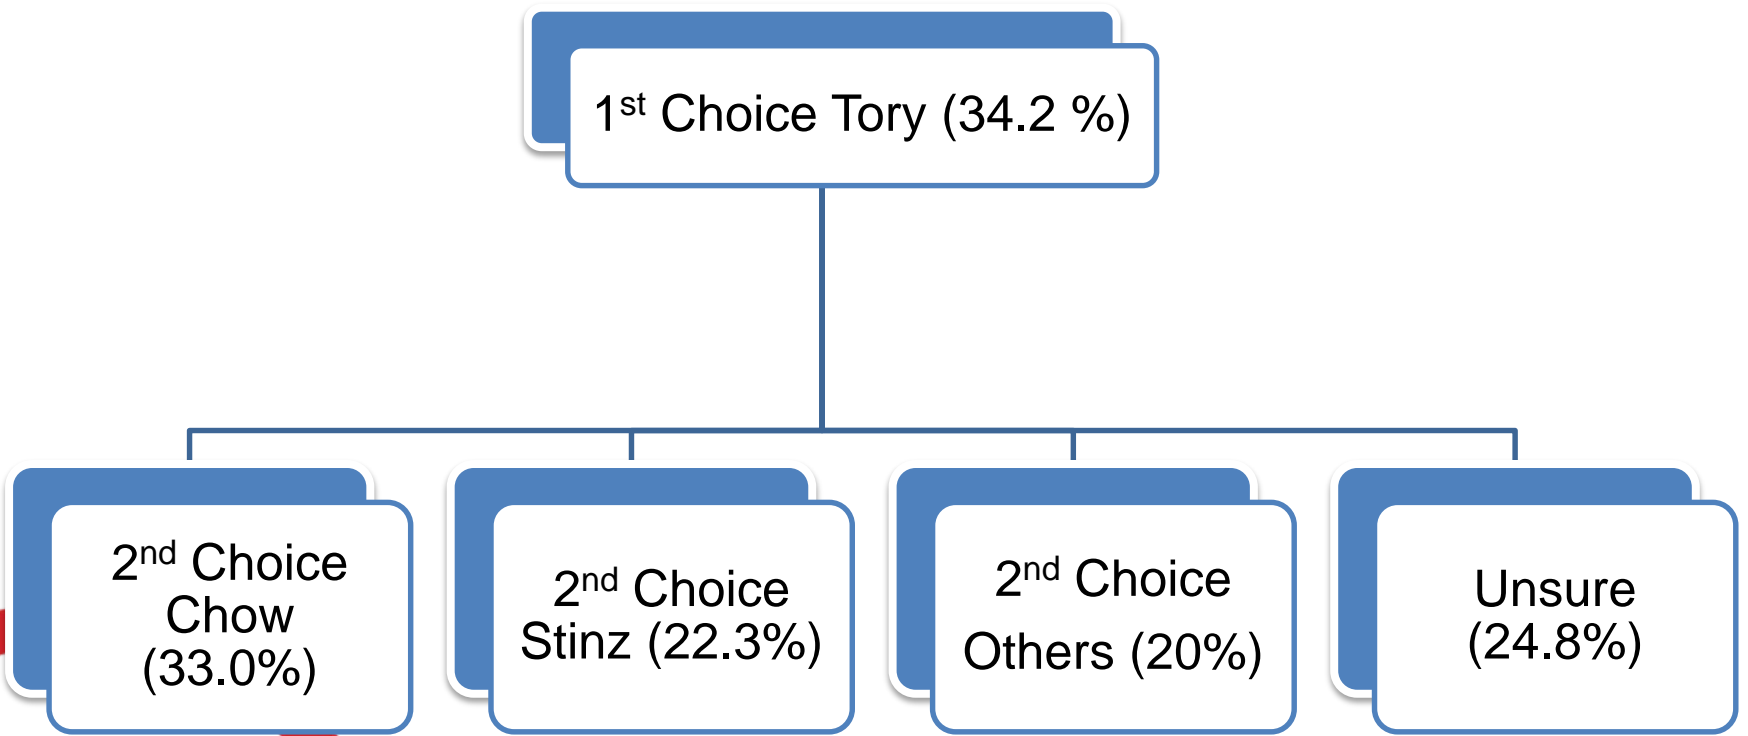 1st Choice Tory (34.2 %)
2nd Choice
Chow
(33.0%)
2nd Choice
Stinz (22.3%)
2nd Choice
Others (20%)
Unsure
(24.8%)